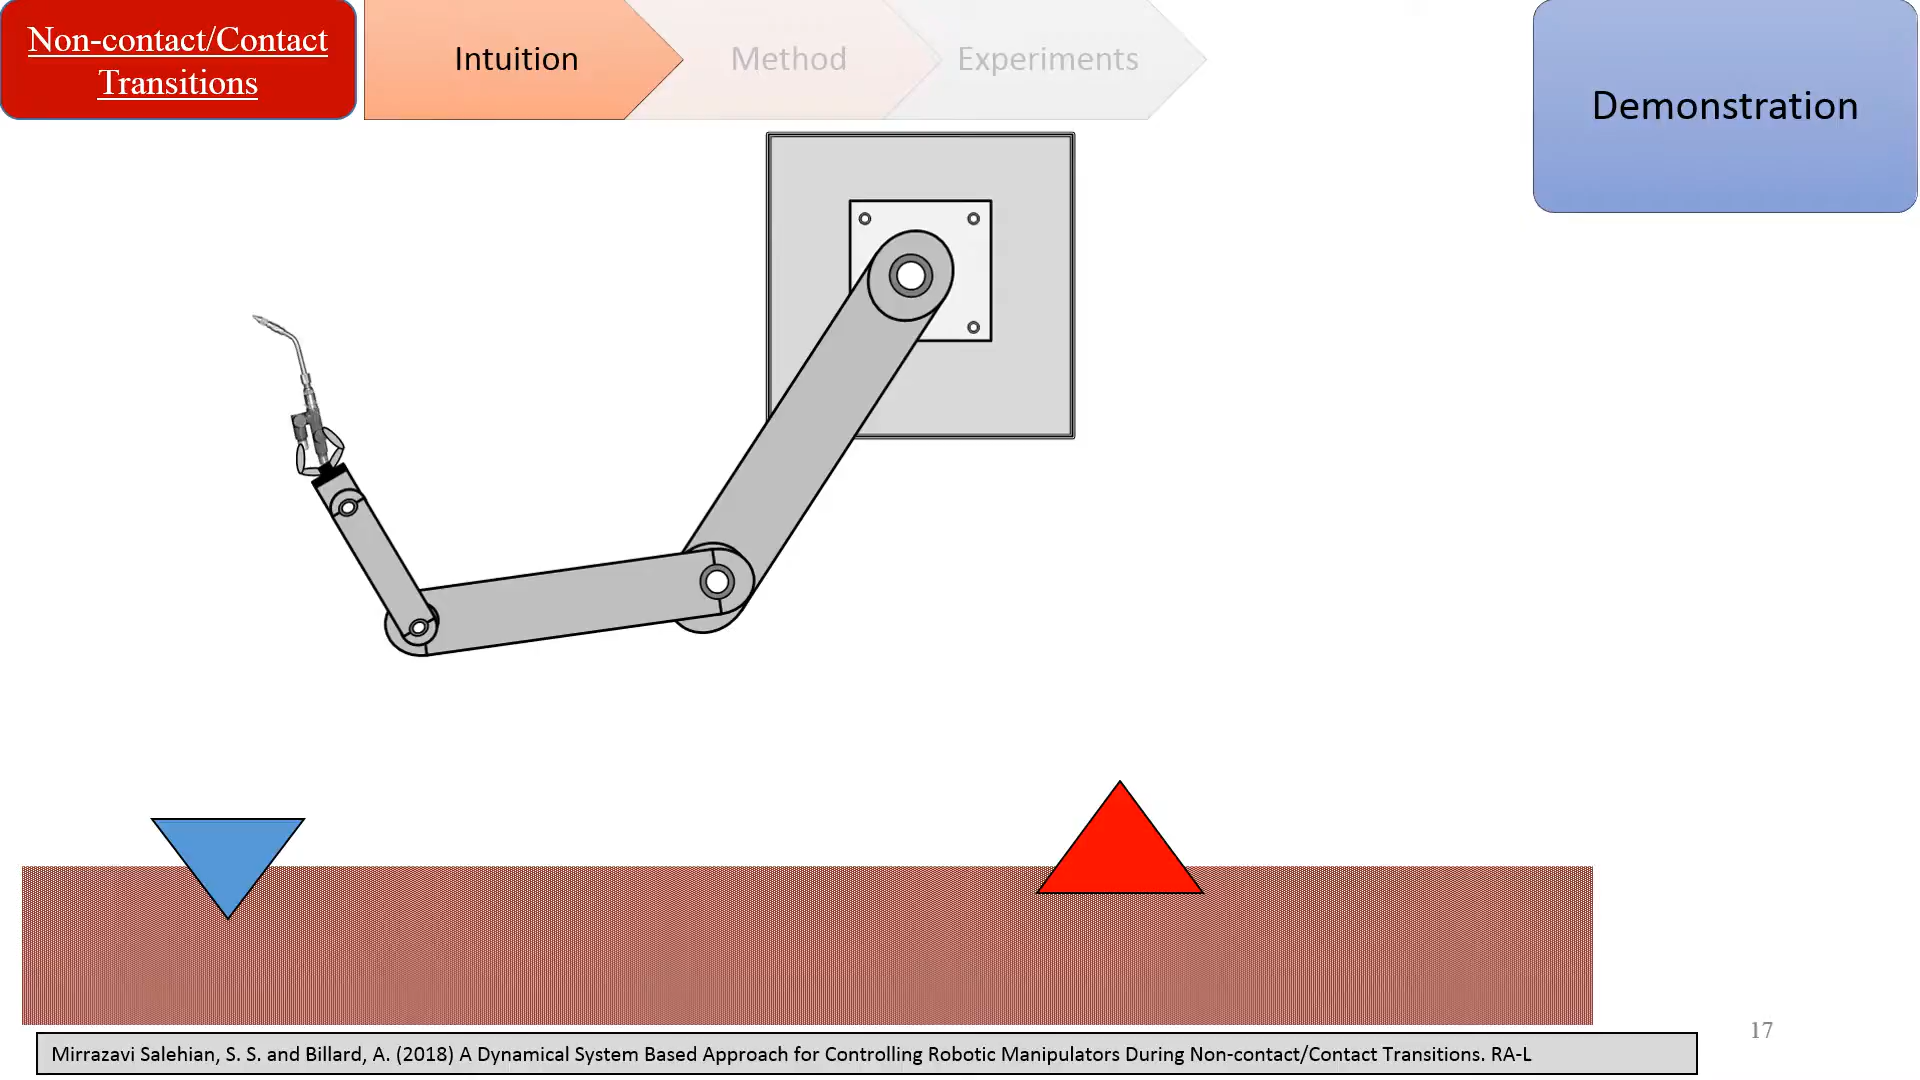 Non-contact/Contact
Transitions
Intuition
Method
Experiments
Demonstration
Mirrazavi Salehian, S. S. and Billard, A. (2018) A Dynamical System Based Approach for Controlling Robotic Manipulators During Non-contact/Contact Transitions. RA-L
17